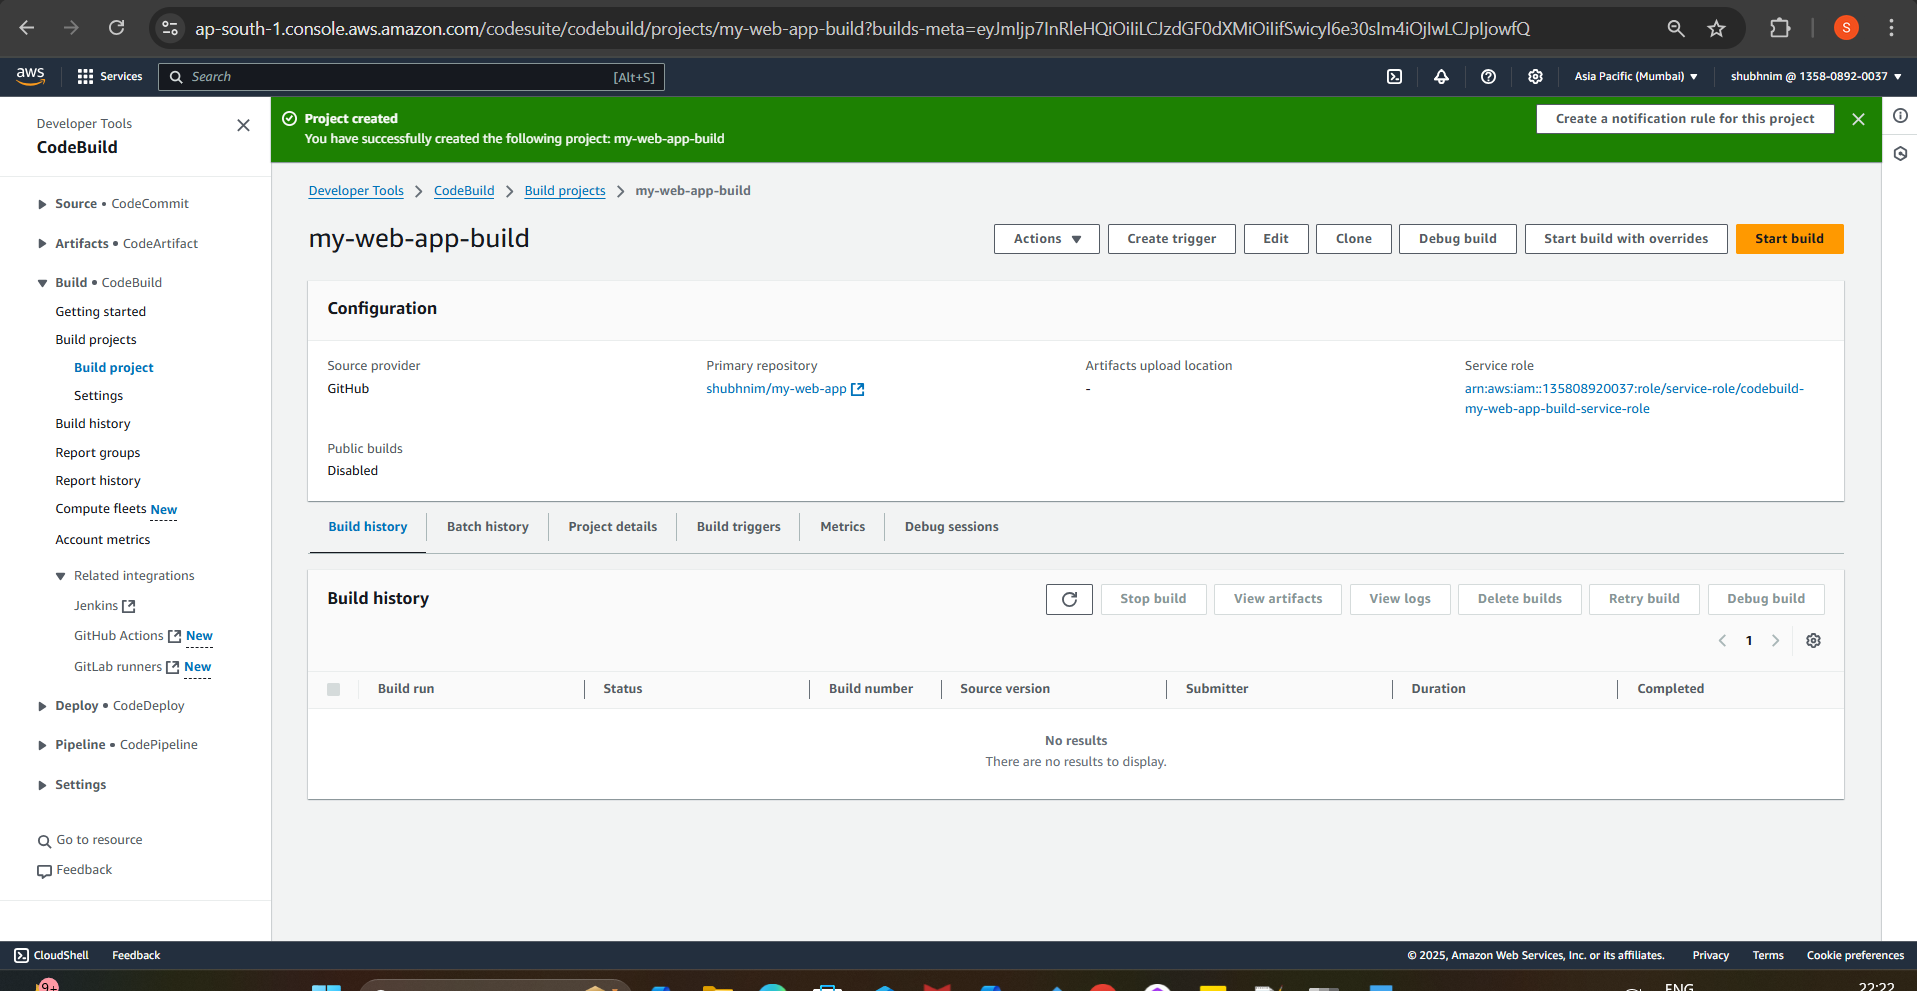 ap-south-1.console.aws.amazon.com/codesuite/codebuild/projects/my-web-app-build?builds-meta=eyJmIjp7InRleHQiOiIiLCJzdGF0dXMiOiIifSwicyI6e30sIm4iOjIwLCJpIjowfQ
S
aws
Services
Search
[Alt+S]
Asia Pacific (Mumbai)
shubhnim @ 1358-0892-0037
Developer Tools
CodeBuild
Source • CodeCommit
Artifacts • CodeArtifact
Build • CodeBuild
Getting started
Build projects
Build project
Settings
Build history
Report groups
Report history
Compute fleets New
Account metrics
Related integrations
Jenkins
GitHub Actions New
GitLab runners New
Deploy • CodeDeploy
Pipeline • CodePipeline
Settings
Go to resource
Feedback
Project created
You have successfully created the following project: my-web-app-build
Create a notification rule for this project
Developer Tools
CodeBuild
Build projects
my-web-app-build
my-web-app-build
Actions
Create trigger
Edit
Clone
Debug build
Start build with overrides
Start build
Configuration
Source provider
GitHub
Primary repository
shubhnim/my-web-app
Artifacts upload location
-
Service role
arn:aws:iam::135808920037:role/service-role/codebuild-
my-web-app-build-service-role
Public builds
Disabled
Build history
Batch history
Project details
Build triggers
Metrics
Debug sessions
Build history
Stop build
View artifacts
View logs
Delete builds
Retry build
Debug build
1
Build run
Status
Build number
Source version
Submitter
Duration
Completed
No results
There are no results to display.
CloudShell
Feedback
© 2025, Amazon Web Services, Inc. or its affiliates.
Privacy
Terms
Cookie preferences
9+
ENG
22:22